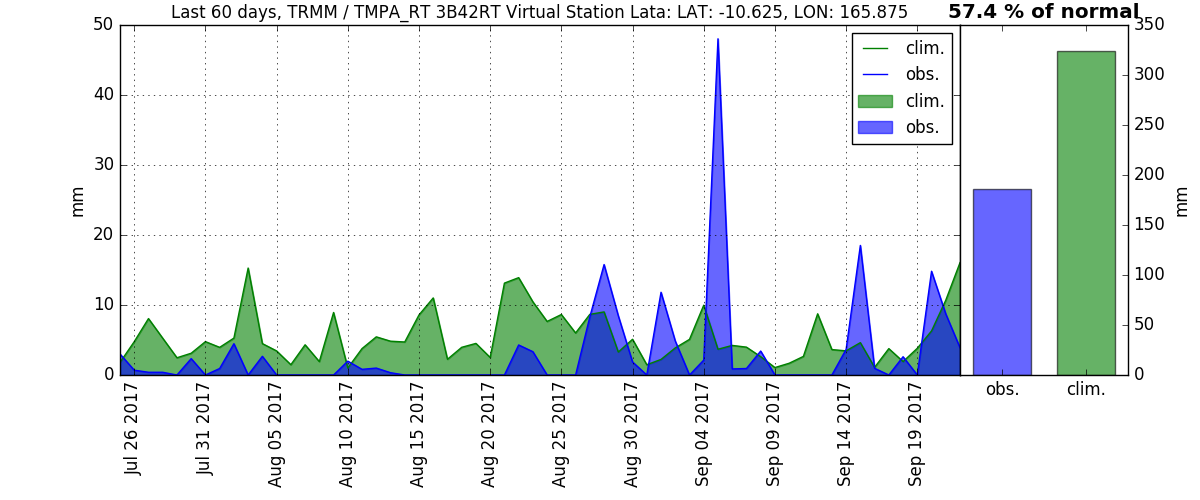 Last 60 days, TRMM / TMPA_RT 3B42RT Virtual Station Lata: LAT: -10.625, LON: 165.875
57.4 % of normal
50
40
30
20
10
0
mm
clim.
obs.
clim.
obs.
350
300
250
200
150
100
50
0
mm
Jul 26 2017
Jul 31 2017
Aug 05 2017
Aug 10 2017
Aug 15 2017
Aug 20 2017
Aug 25 2017
Aug 30 2017
Sep 04 2017
Sep 09 2017
Sep 14 2017
Sep 19 2017
obs.
clim.